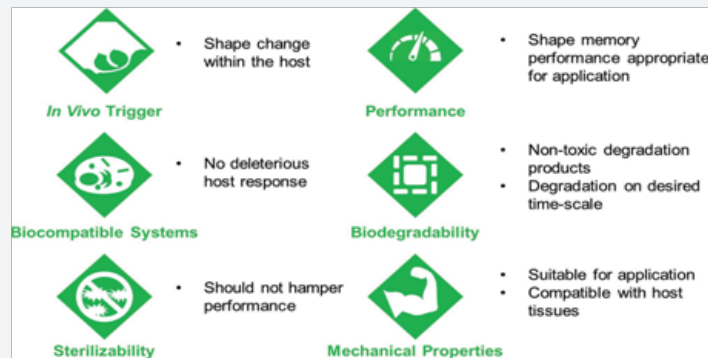 • Shape change
within the host
In Vivo Trigger
• Shape memory
performance appropriate
for application
Performance
• No deleterious
host response
Biocompatible Systems
• Non-toxic degradation
products
• Degradation on desired
time-scale
Biodegradability
• Should not hamper
performance
Sterilizability
• Suitable for application
• Compatible with host
tissues
Mechanical Properties